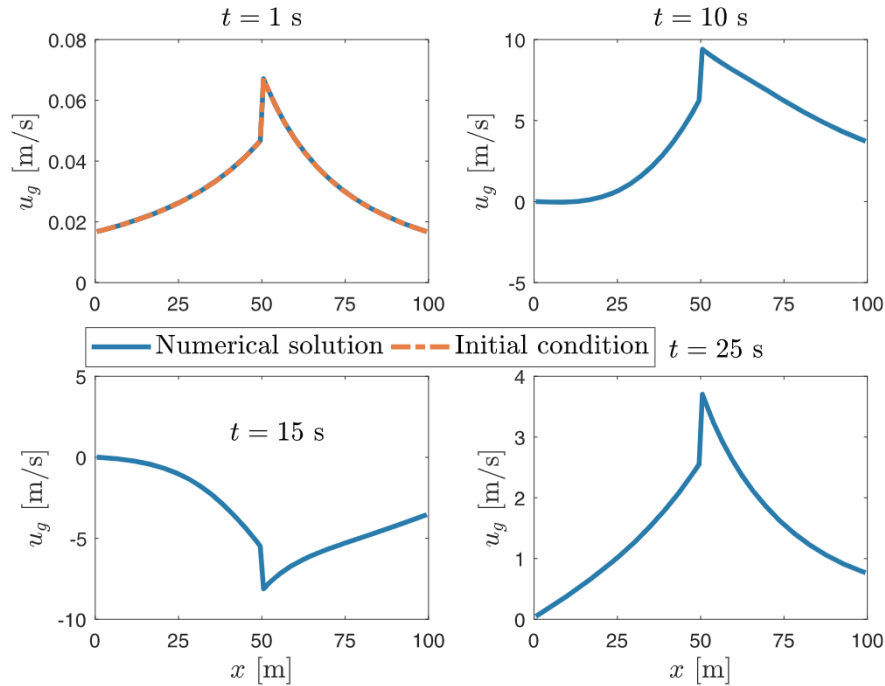 t = 1 s
t = 10 s
0.08
0.06
0.04
0.02
0
u_g [m/s]
0 25 50 75 100
10
5
0
-5
u_g [m/s]
0 25 50 75 100
Numerical solution Initial condition
t = 25 s
t = 15 s
5
0
-5
-10
u_g [m/s]
0 25 50 75 100
x [m]
4
3
2
1
0
u_g [m/s]
0 25 50 75 100
x [m]